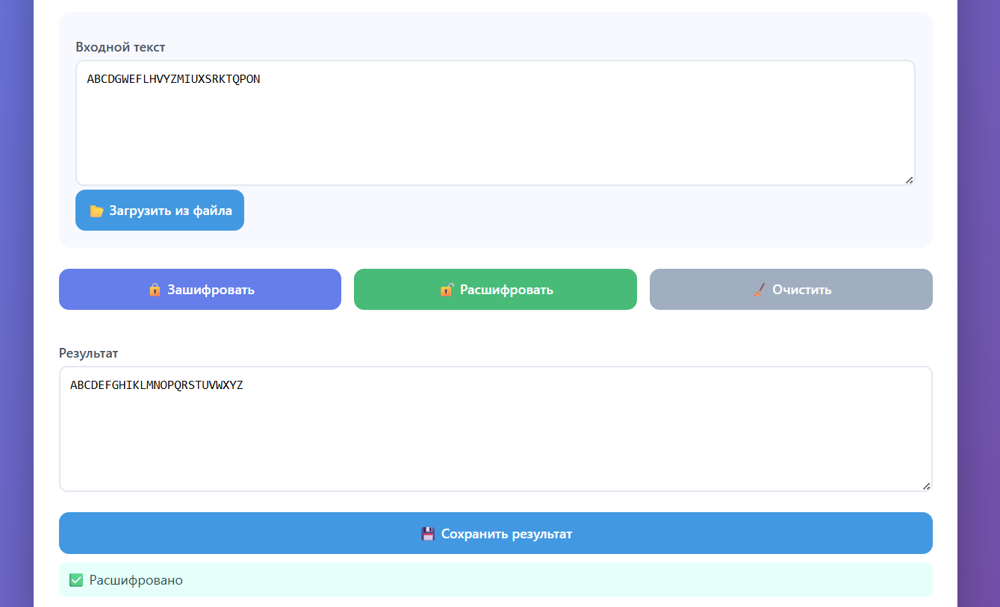 Входной текст
ABCDGWEFLHVYZMIUXSRKTQPON
📂 Загрузить из файла
🔒 Зашифровать
🔓 Расшифровать
🧹 Очистить
Результат
ABCDEFGHIKLMNOPQRSTUVWXYZ
💾 Сохранить результат
✅ Расшифровано